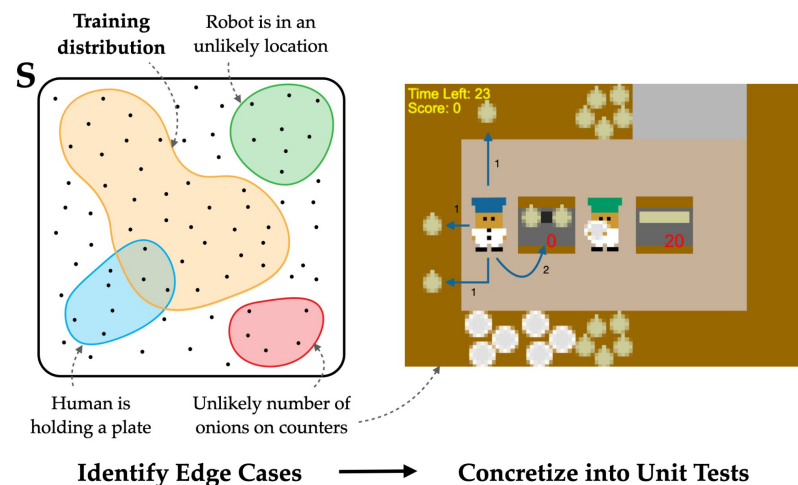 Training
distribution
Robot is in an
unlikely location
S
Time Left: 23
Score: 0
1
1
1
2
0
20
Human is
holding a plate
Unlikely number of
onions on counters
Identify Edge Cases
Concretize into Unit Tests